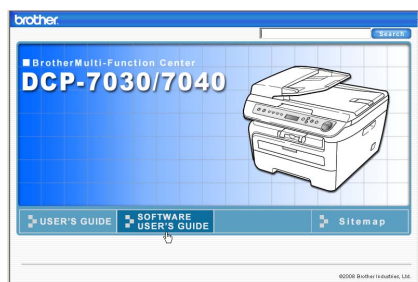 brother.
Search
■BrotherMulti-Function Center
DCP-7030/7040
USER'S GUIDE
SOFTWARE
USER'S GUIDE
Sitemap
©2008 Brother Industries, Ltd.